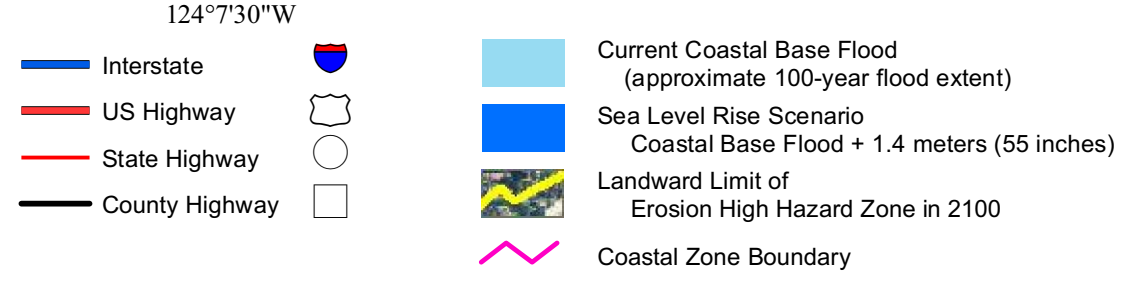 124°7'30"W
Interstate
US Highway
State Highway
County Highway
Current Coastal Base Flood
(approximate 100-year flood extent)
Sea Level Rise Scenario
Coastal Base Flood + 1.4 meters (55 inches)
Landward Limit of
Erosion High Hazard Zone in 2100
Coastal Zone Boundary